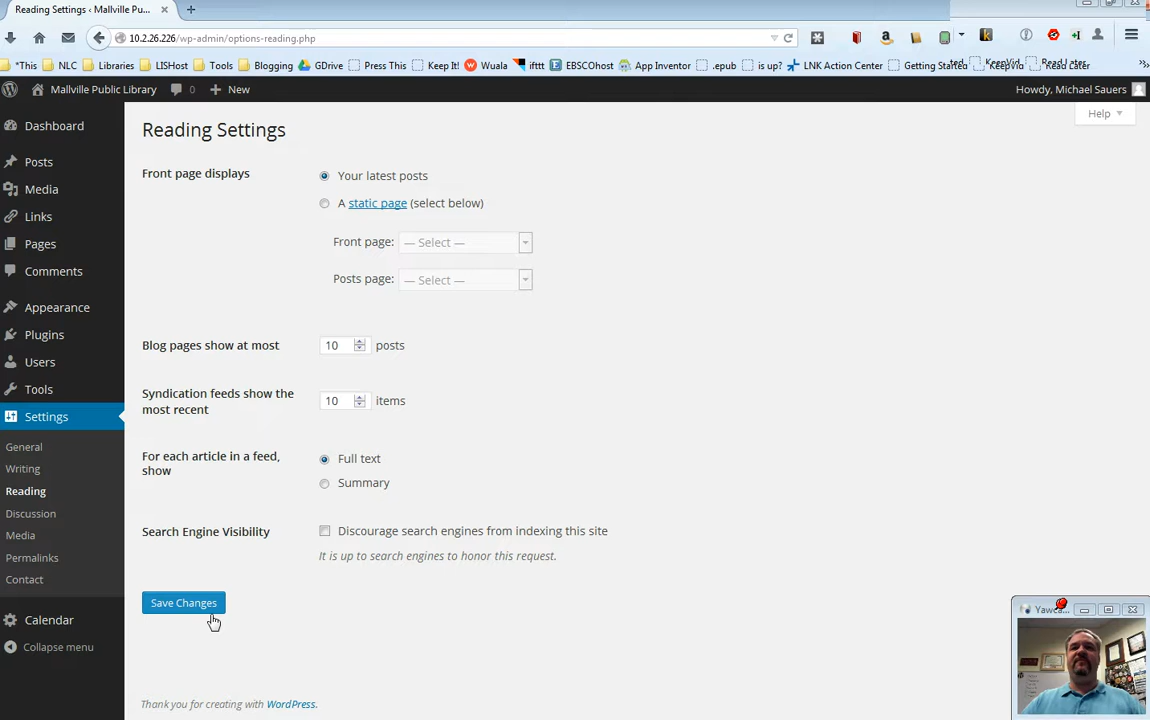 Reading Settings ‹ Mallville Pu...
10.2.26.226/wp-admin/options-reading.php
*This NLC Libraries LISHost Tools Blogging GDrive Press This Keep It! Wuala ifttt EBSCOhost App Inventor .epub is up? LNK Action Center Getting Started KeepVid Read Later
Mallville Public Library 0 New Howdy, Michael Sauers
Help
Dashboard
Posts
Media
Links
Pages
Comments
Appearance
Plugins
Users
Tools
Settings
General
Writing
Reading
Discussion
Media
Permalinks
Contact
Calendar
Collapse menu
Reading Settings
Front page displays
Your latest posts
A static page (select below)
Front page: — Select —
Posts page: — Select —
Blog pages show at most 10 posts
Syndication feeds show the
most recent
10 items
For each article in a feed,
show
Full text
Summary
Search Engine Visibility
Discourage search engines from indexing this site
It is up to search engines to honor this request.
Save Changes
Thank you for creating with WordPress.
Yawc